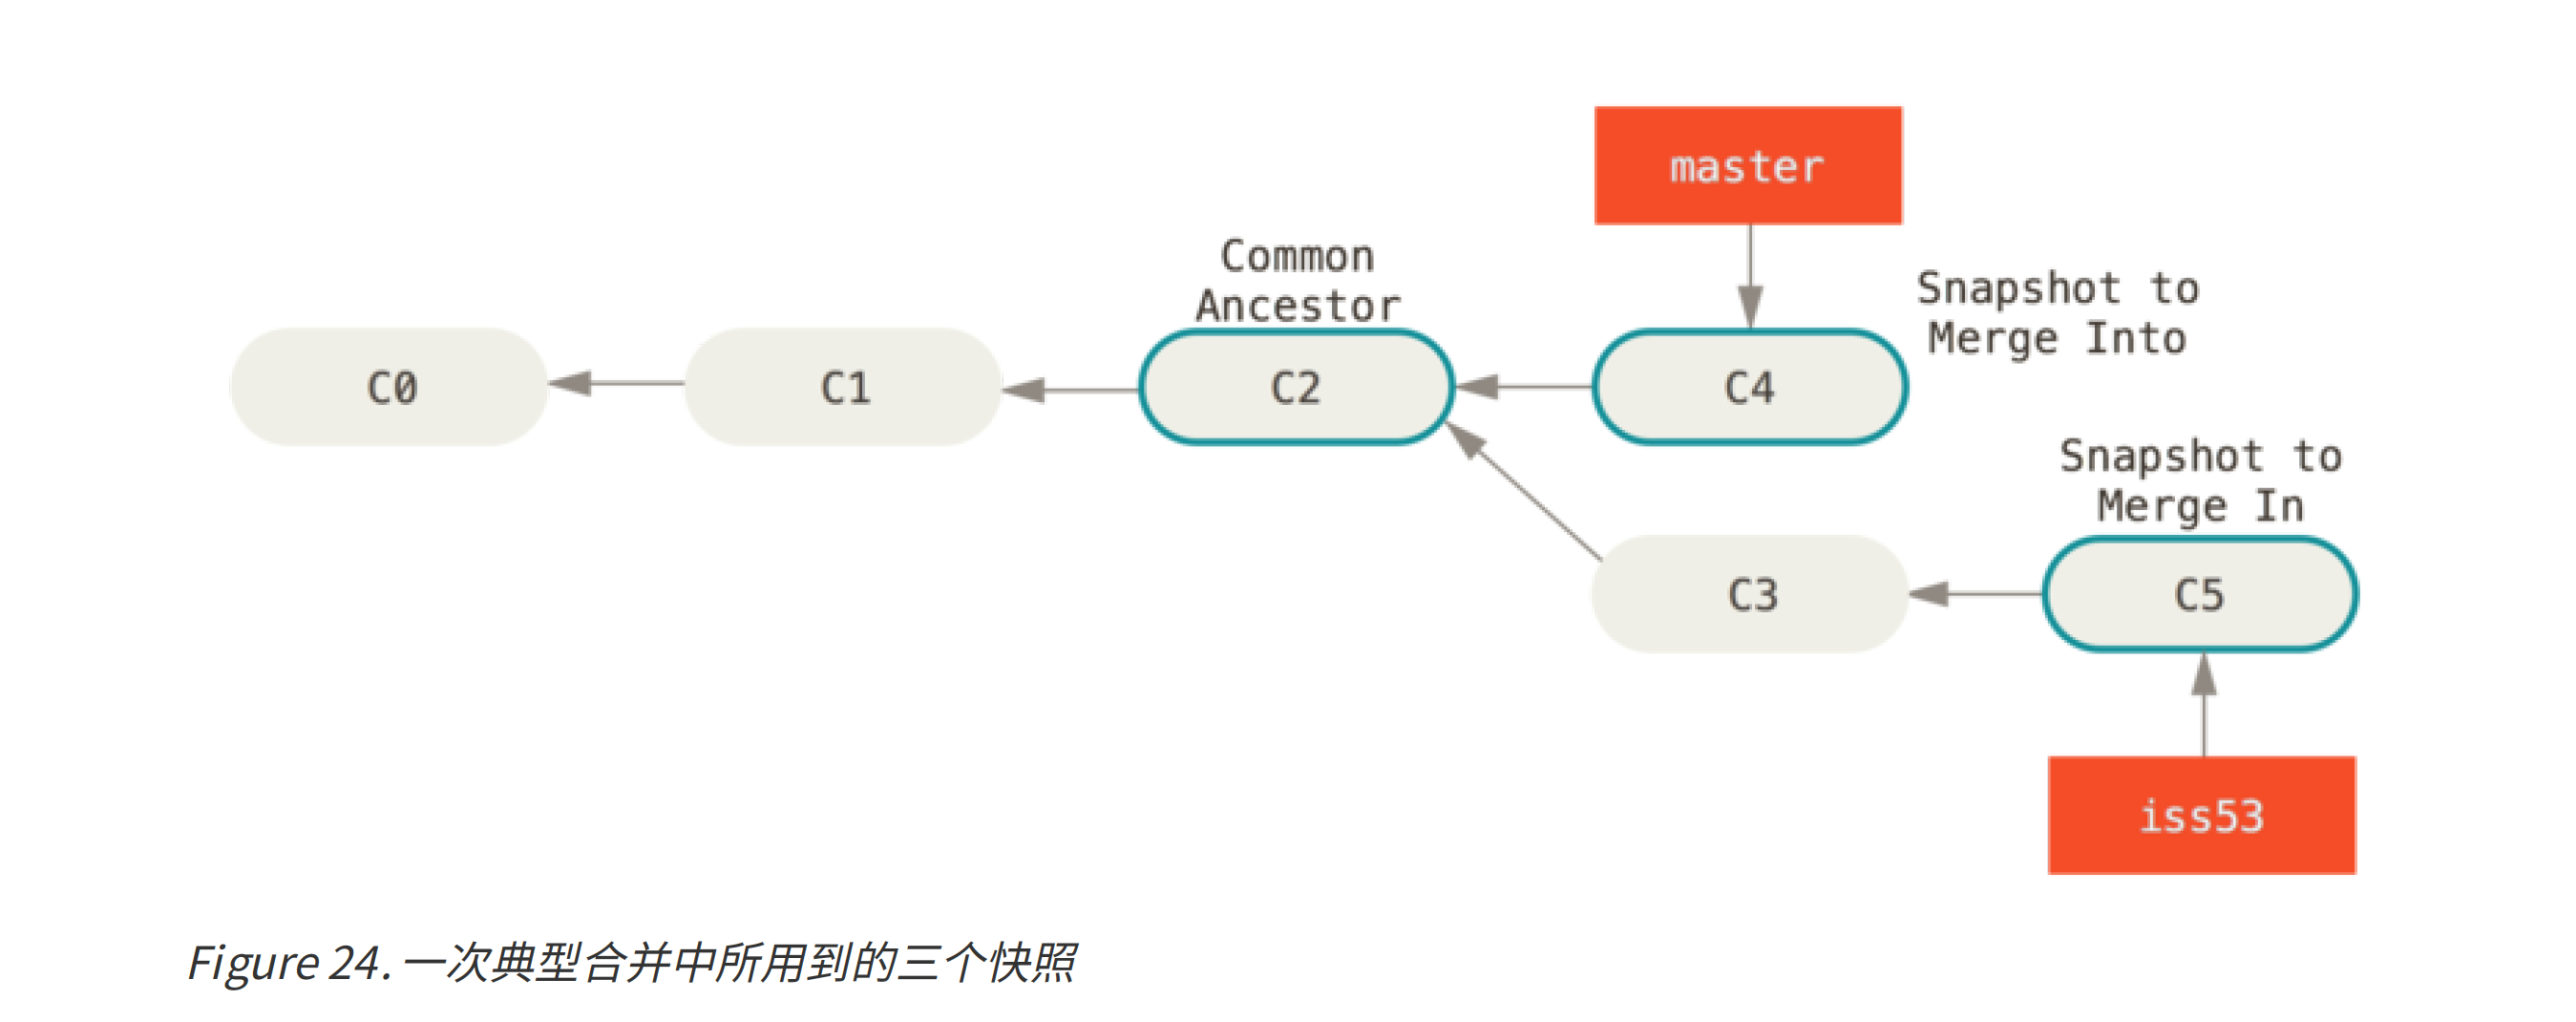 master
Common
Ancestor
Snapshot to
Merge Into
C0
C1
C2
C4
Snapshot to
Merge In
C3
C5
iss53
Figure 24. 一次典型合并中所用到的三个快照